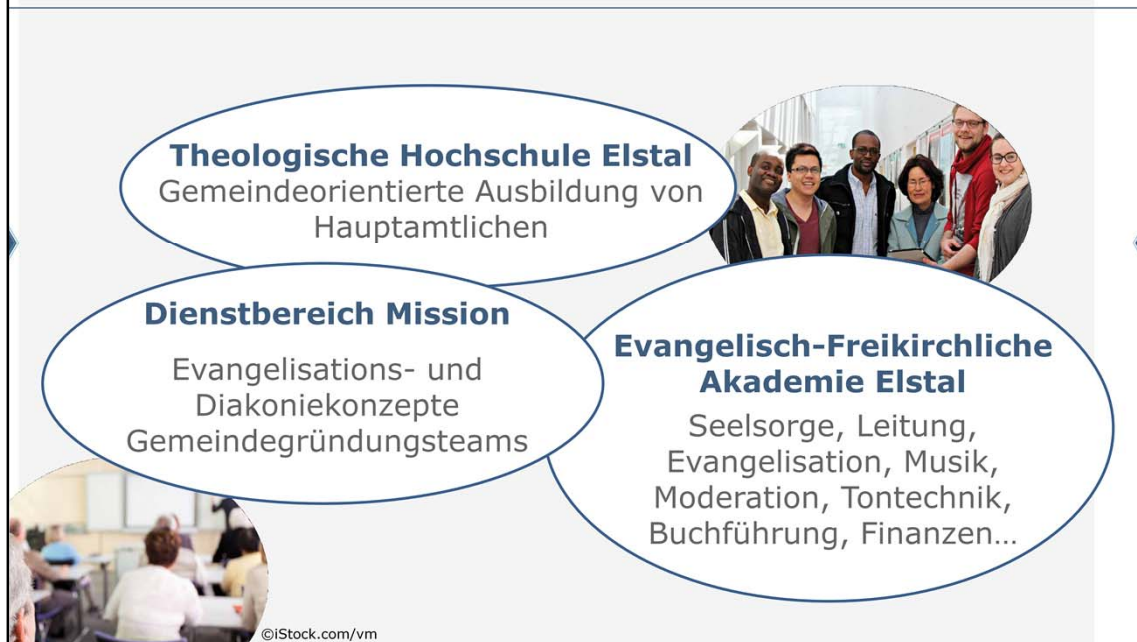 Theologische Hochschule Elstal
Gemeindeorientierte Ausbildung von
Hauptamtlichen
Dienstbereich Mission
Evangelisations- und
Diakoniekonzepte
Gemeindegründungsteams
Evangelisch-Freikirchliche
Akademie Elstal
Seelsorge, Leitung,
Evangelisation, Musik,
Moderation, Tontechnik,
Buchführung, Finanzen…
©iStock.com/vm